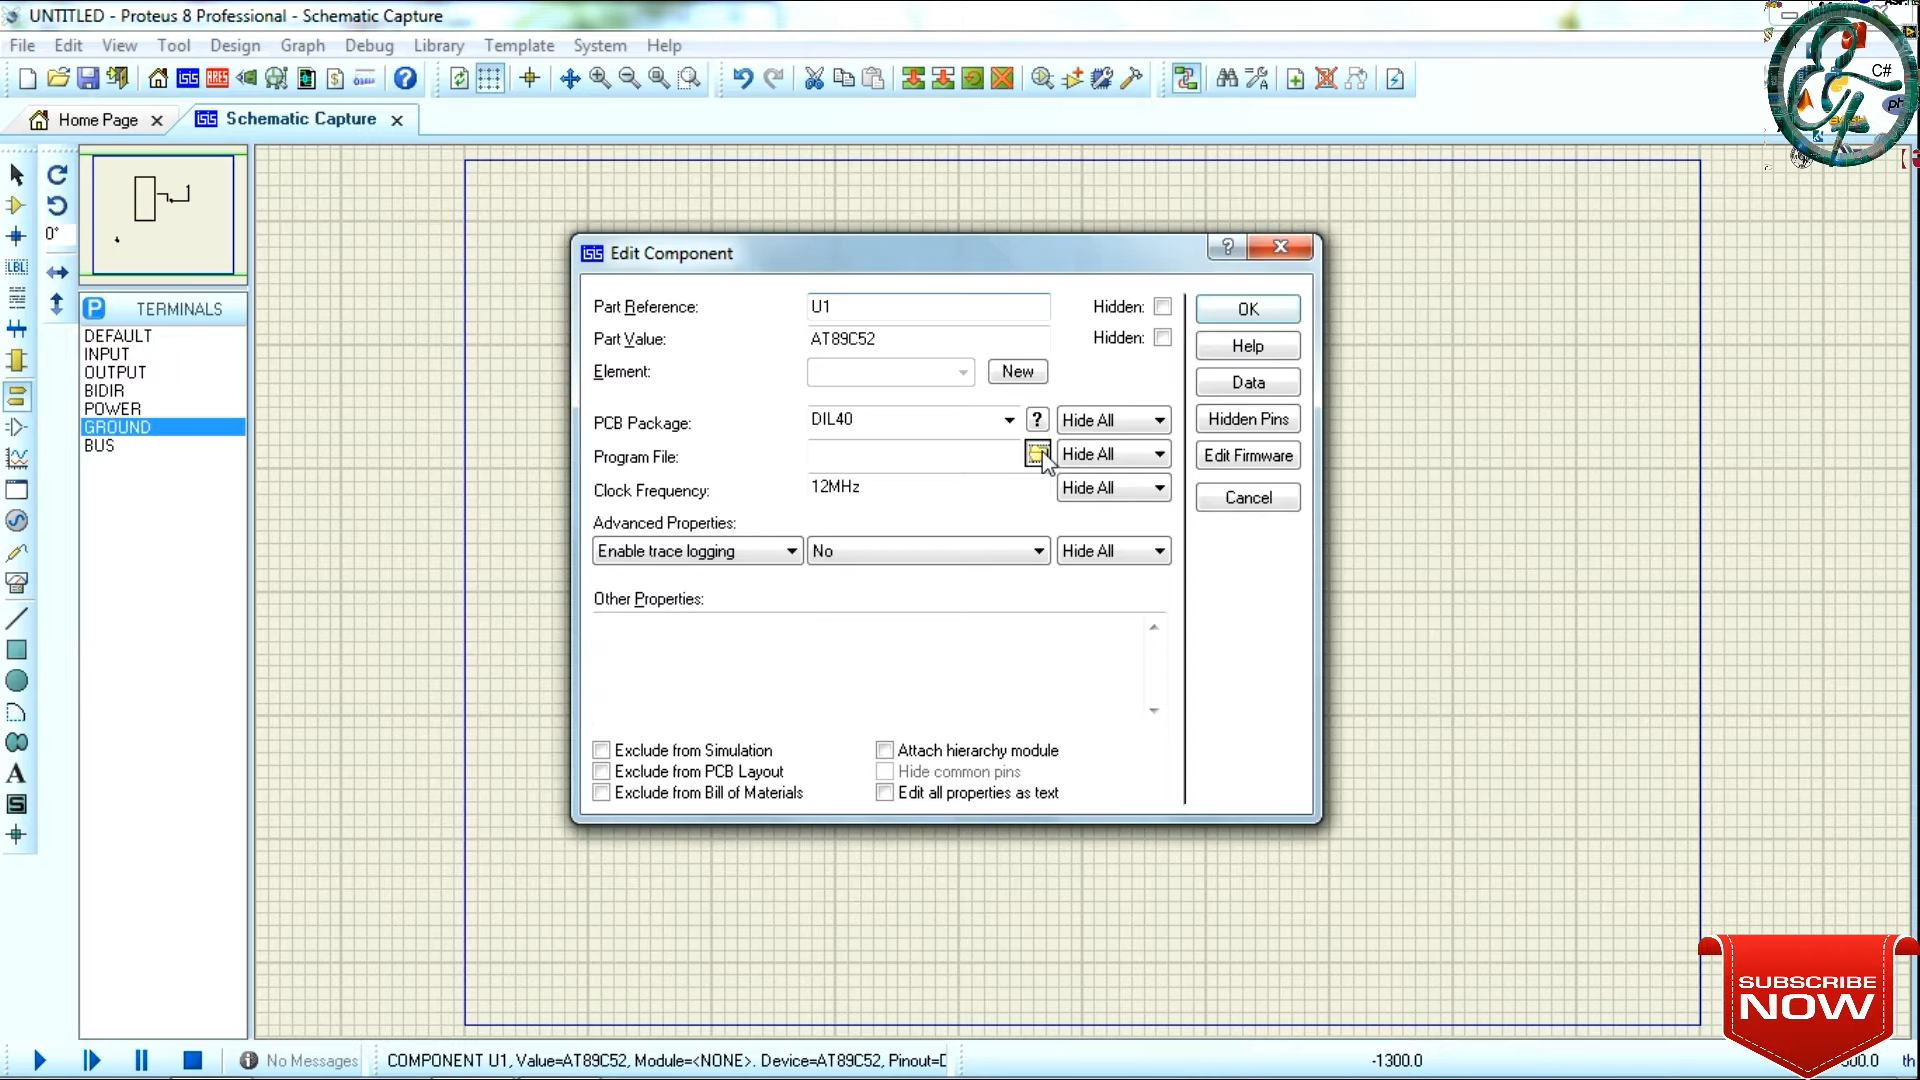 UNTITLED - Proteus 8 Professional - Schematic Capture
File Edit View Tool Design Graph Debug Library Template System Help
Home Page
Schematic Capture
0°
LBL
TERMINALS
DEFAULT
INPUT
OUTPUT
BIDIR
POWER
GROUND
BUS
Edit Component
Part Reference: U1 Hidden:
Part Value: AT89C52 Hidden:
Element: New
PCB Package: DIL40 ? Hide All
Program File: Hide All
Clock Frequency: 12MHz Hide All
Advanced Properties:
Enable trace logging No Hide All
Other Properties:
Exclude from Simulation
Exclude from PCB Layout
Exclude from Bill of Materials
Attach hierarchy module
Hide common pins
Edit all properties as text
OK
Help
Data
Hidden Pins
Edit Firmware
Cancel
C#
SUBSCRIBE
NOW
No Messages
COMPONENT U1, Value=AT89C52, Module=<NONE>. Device=AT89C52, Pinout=D
-1300.0
th